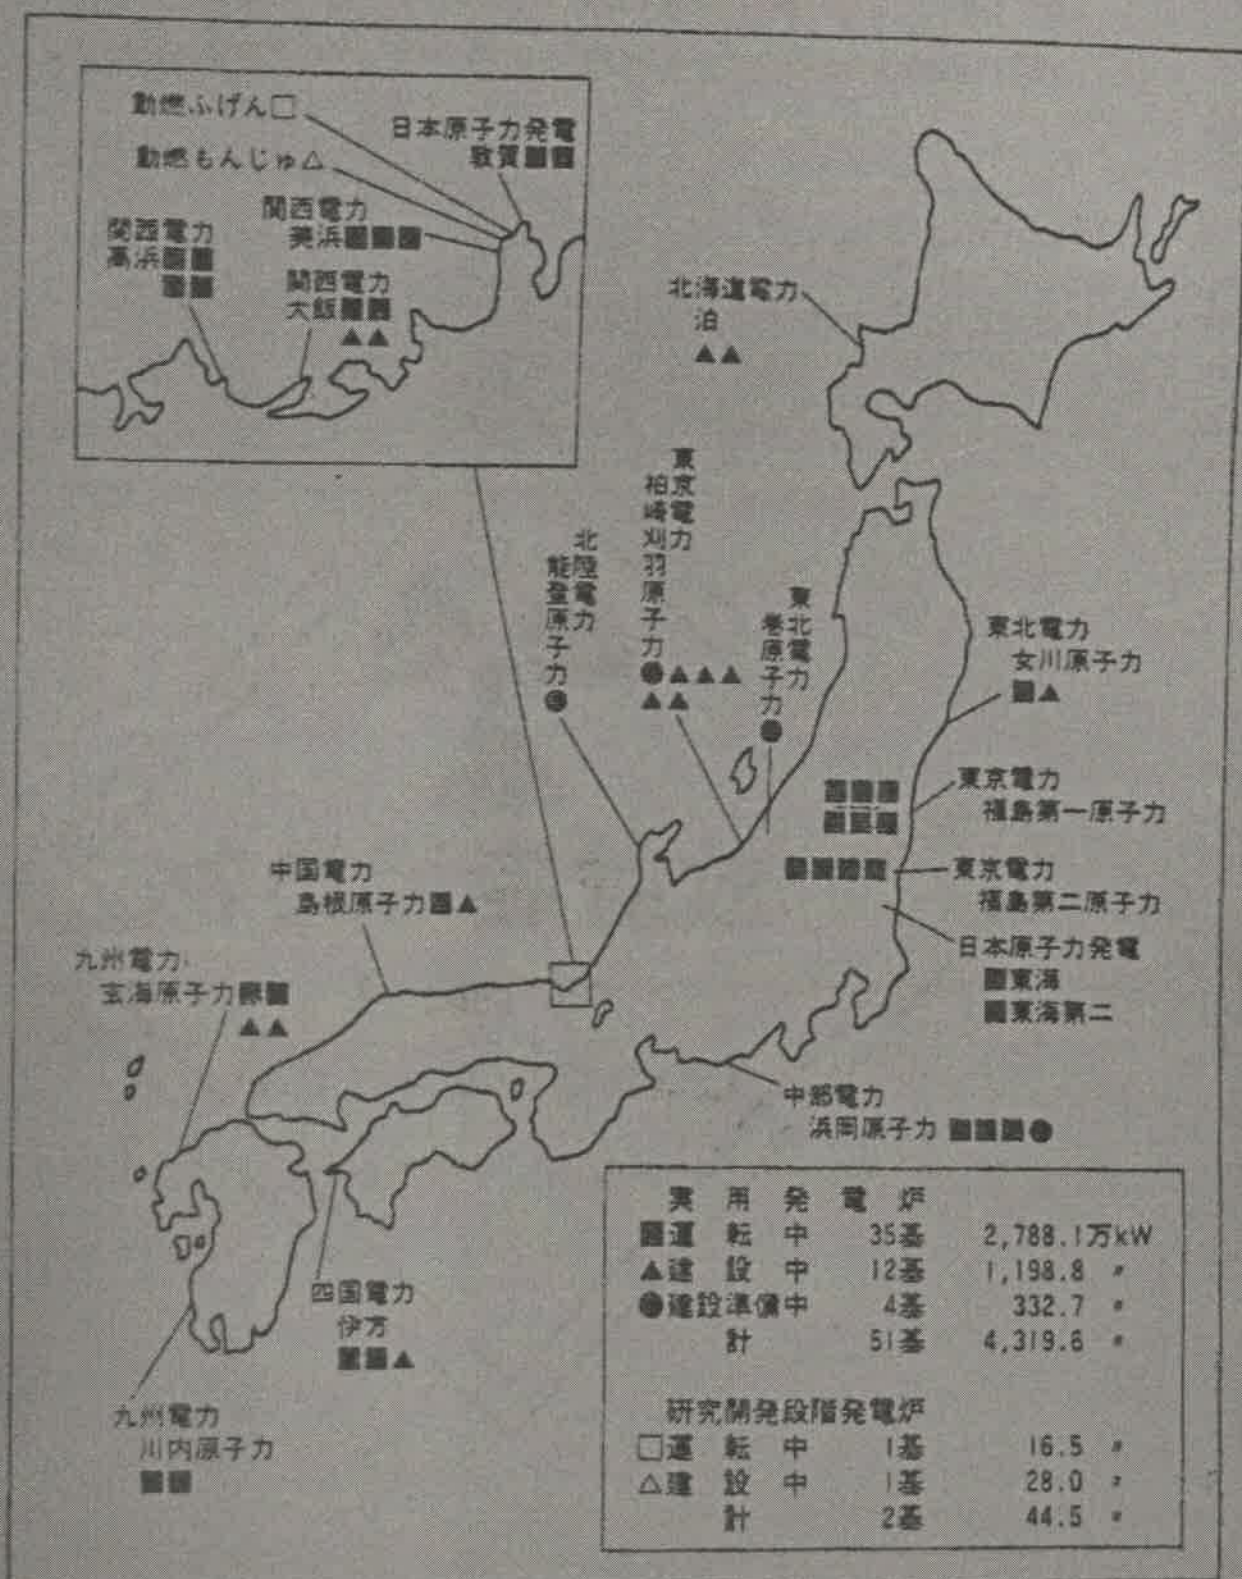 動燃ふげん□
動燃もんじゅ△
日本原子力発電
敦賀■■
関西電力
美浜■■■
関西電力
高浜■■
■■
関西電力
大飯■■
▲▲
北海道電力
泊
▲▲
東京電力
柏崎刈羽原子力
●▲▲▲
▲▲
北陸電力
能登原子力
●
東北電力
巻原子力
●
東北電力
女川原子力
■▲
■■■
■■■
東京電力
福島第一原子力
■■■■
東京電力
福島第二原子力
日本原子力発電
■東海
■東海第二
中国電力
島根原子力■▲
九州電力
玄海原子力■■
▲▲
中部電力
浜岡原子力 ■■■●
四国電力
伊方
■■▲
九州電力
川内原子力
■■
実用発電炉
■運転中 35基 2,788.1万kW
▲建設中 12基 1,198.8 〃
●建設準備中 4基 332.7 〃
計 51基 4,319.6 〃
研究開発段階発電炉
□運転中 1基 16.5 〃
△建設中 1基 28.0 〃
計 2基 44.5 〃